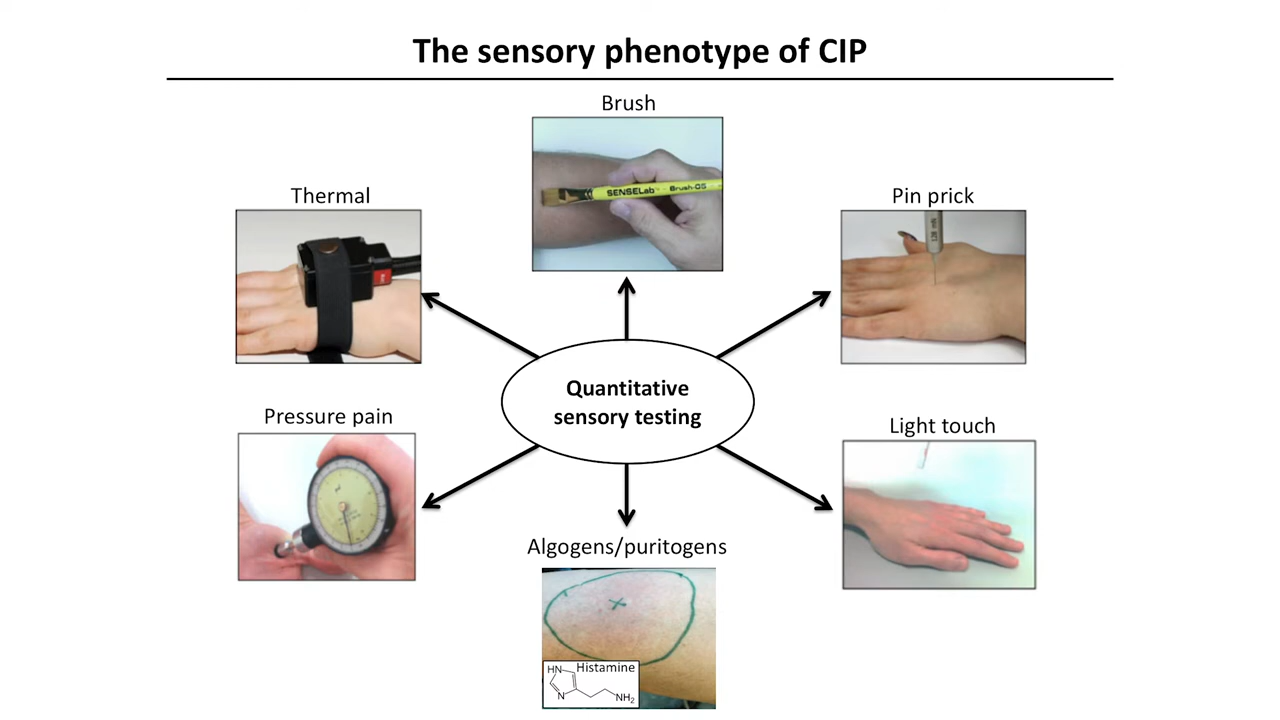 The sensory phenotype of CIP
Brush
SENSELab™ - Brush-05
Thermal
Pin prick
Quantitative
sensory testing
Pressure pain
Light touch
Algogens/puritogens
Histamine
HN
N
NH₂